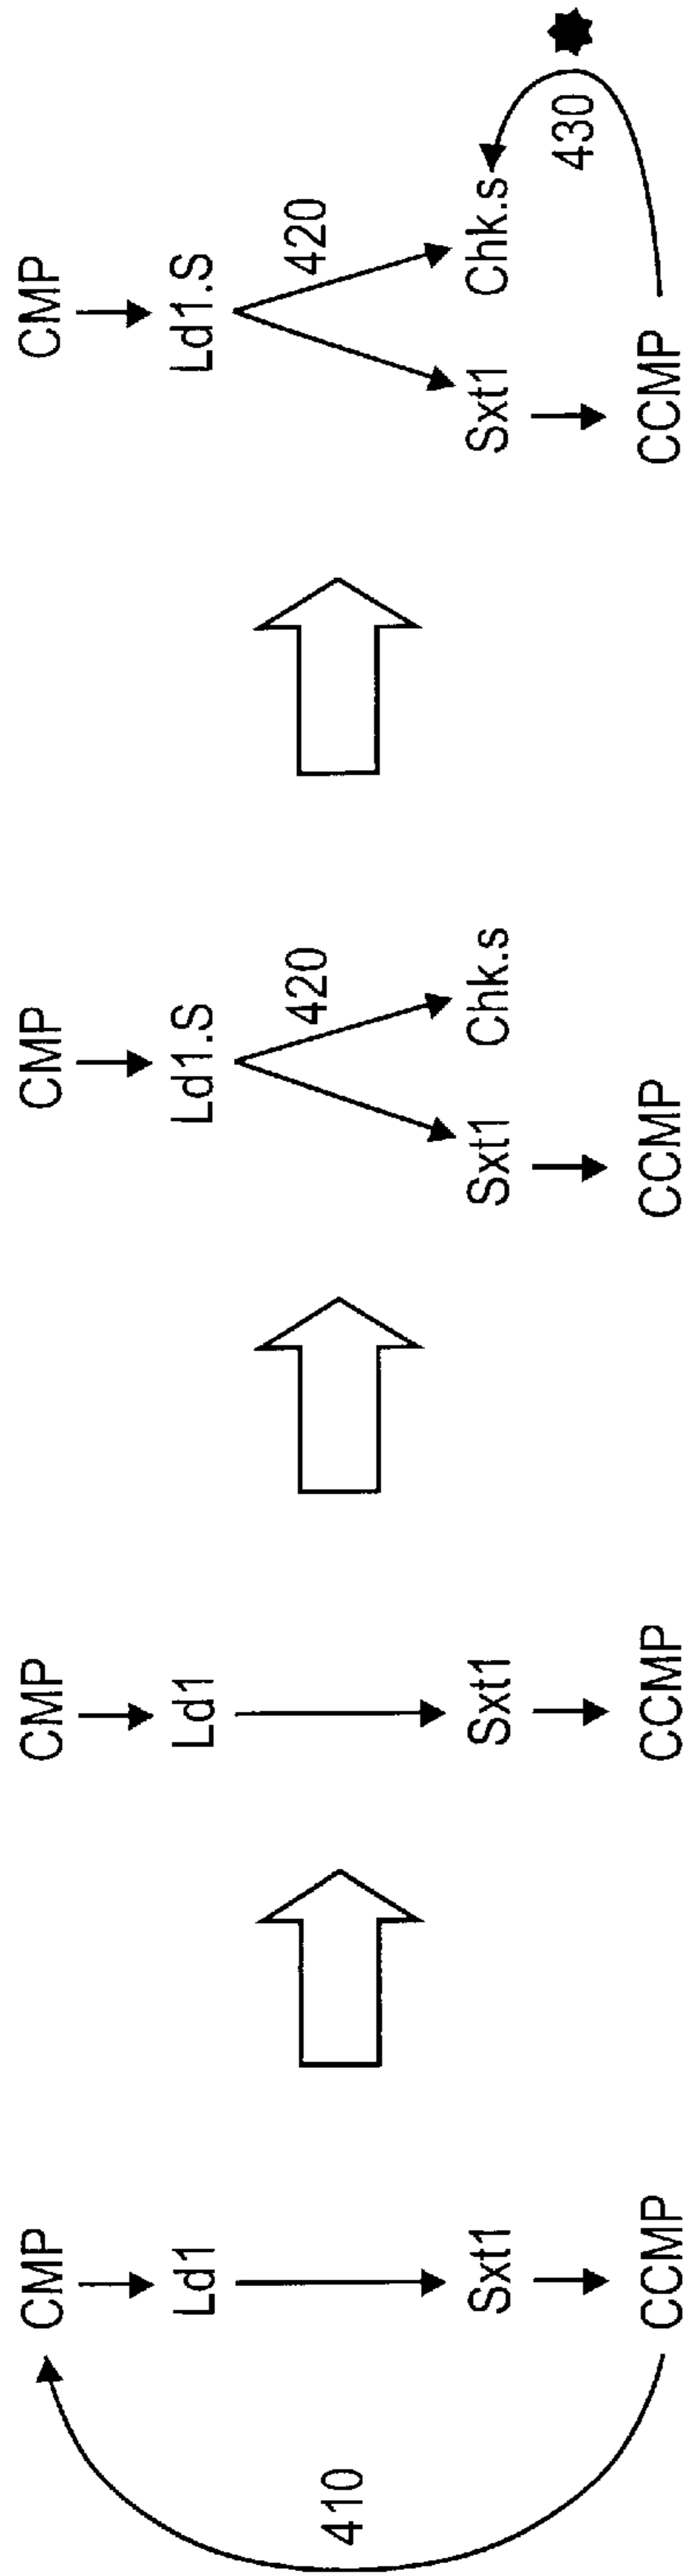 CMP
Ld1
410
Sxt1
CCMP
CMP
Ld1
Sxt1
CCMP
CMP
Ld1.S
420
Sxt1
Chk.s
CCMP
CMP
Ld1.S
420
Sxt1
Chk.s
430
CCMP